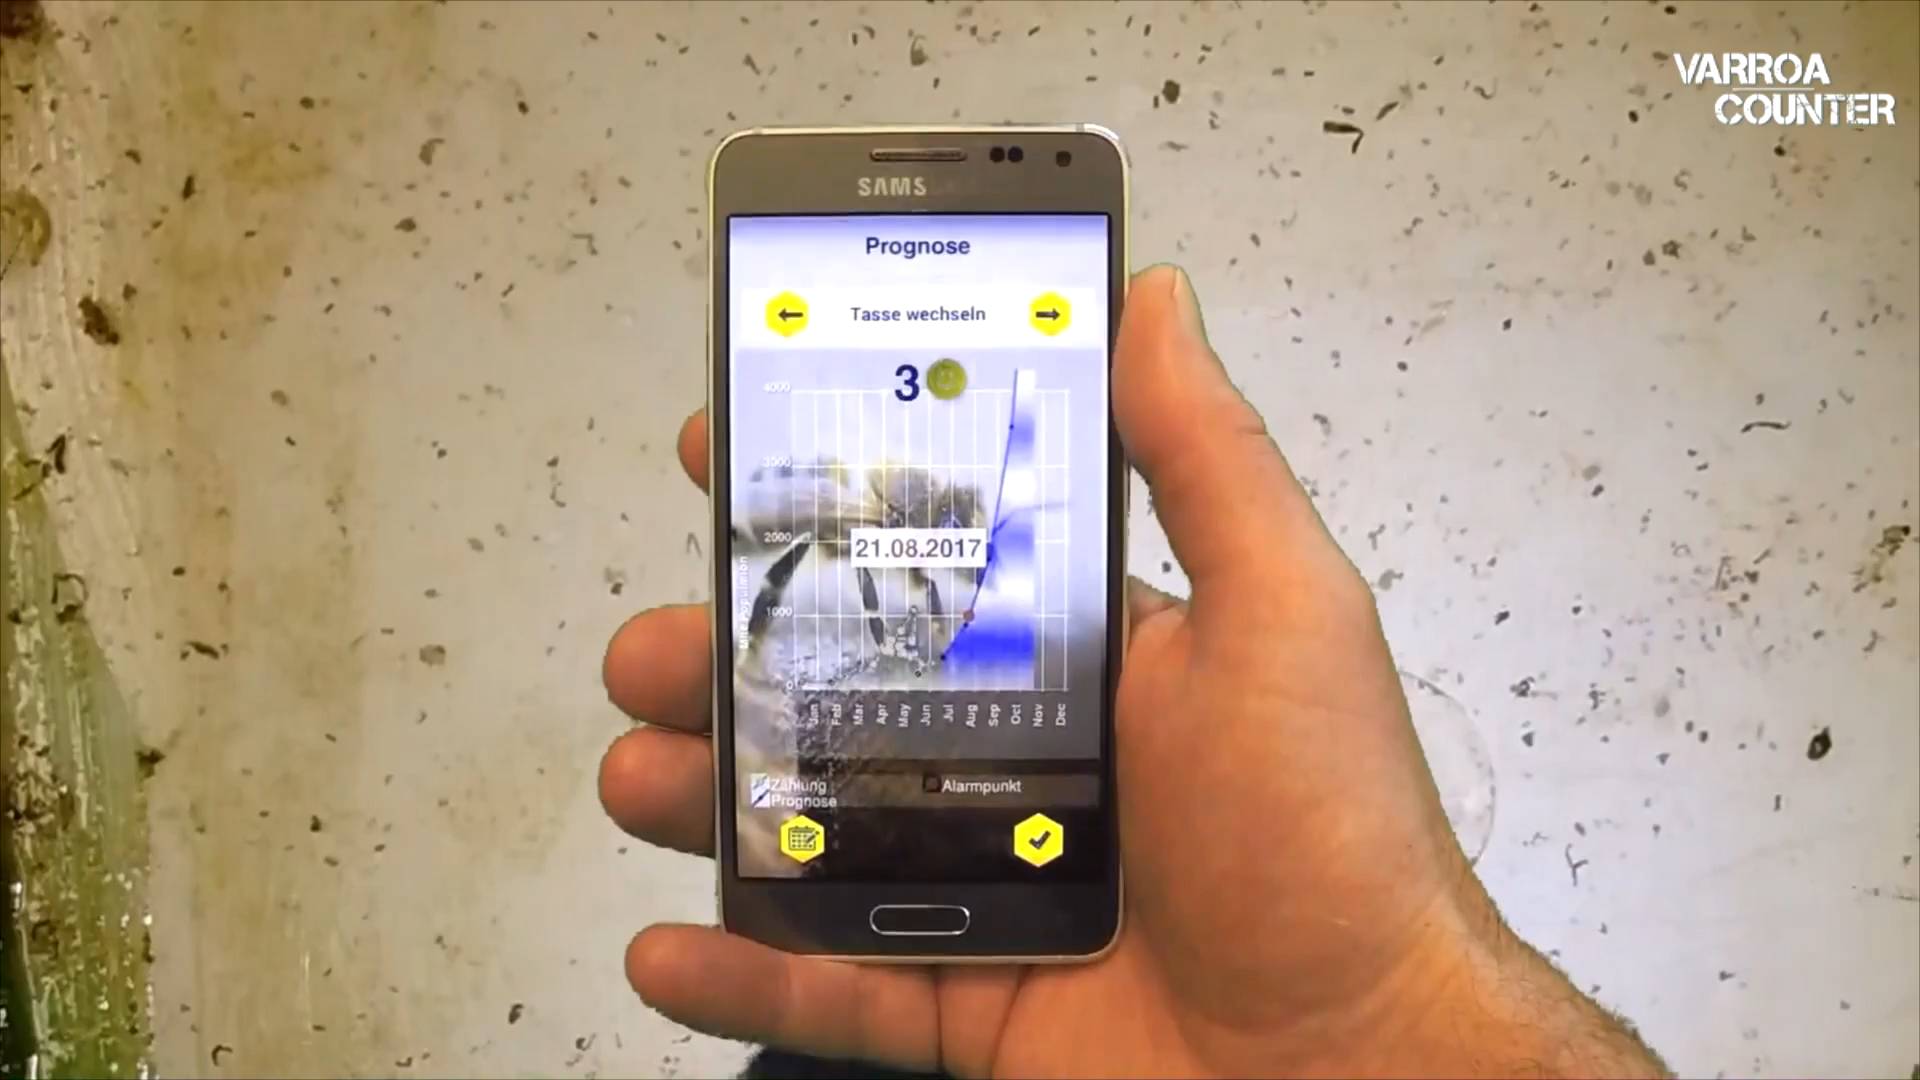 VARROA
COUNTER
SAMS
Prognose
Tasse wechseln
3
4000
3000
2000
21.08.2017
1000
0
Jan Feb Mar Apr May Jun Jul Aug Sep Oct Nov Dec
Zählung
Alarmpunkt
Prognose